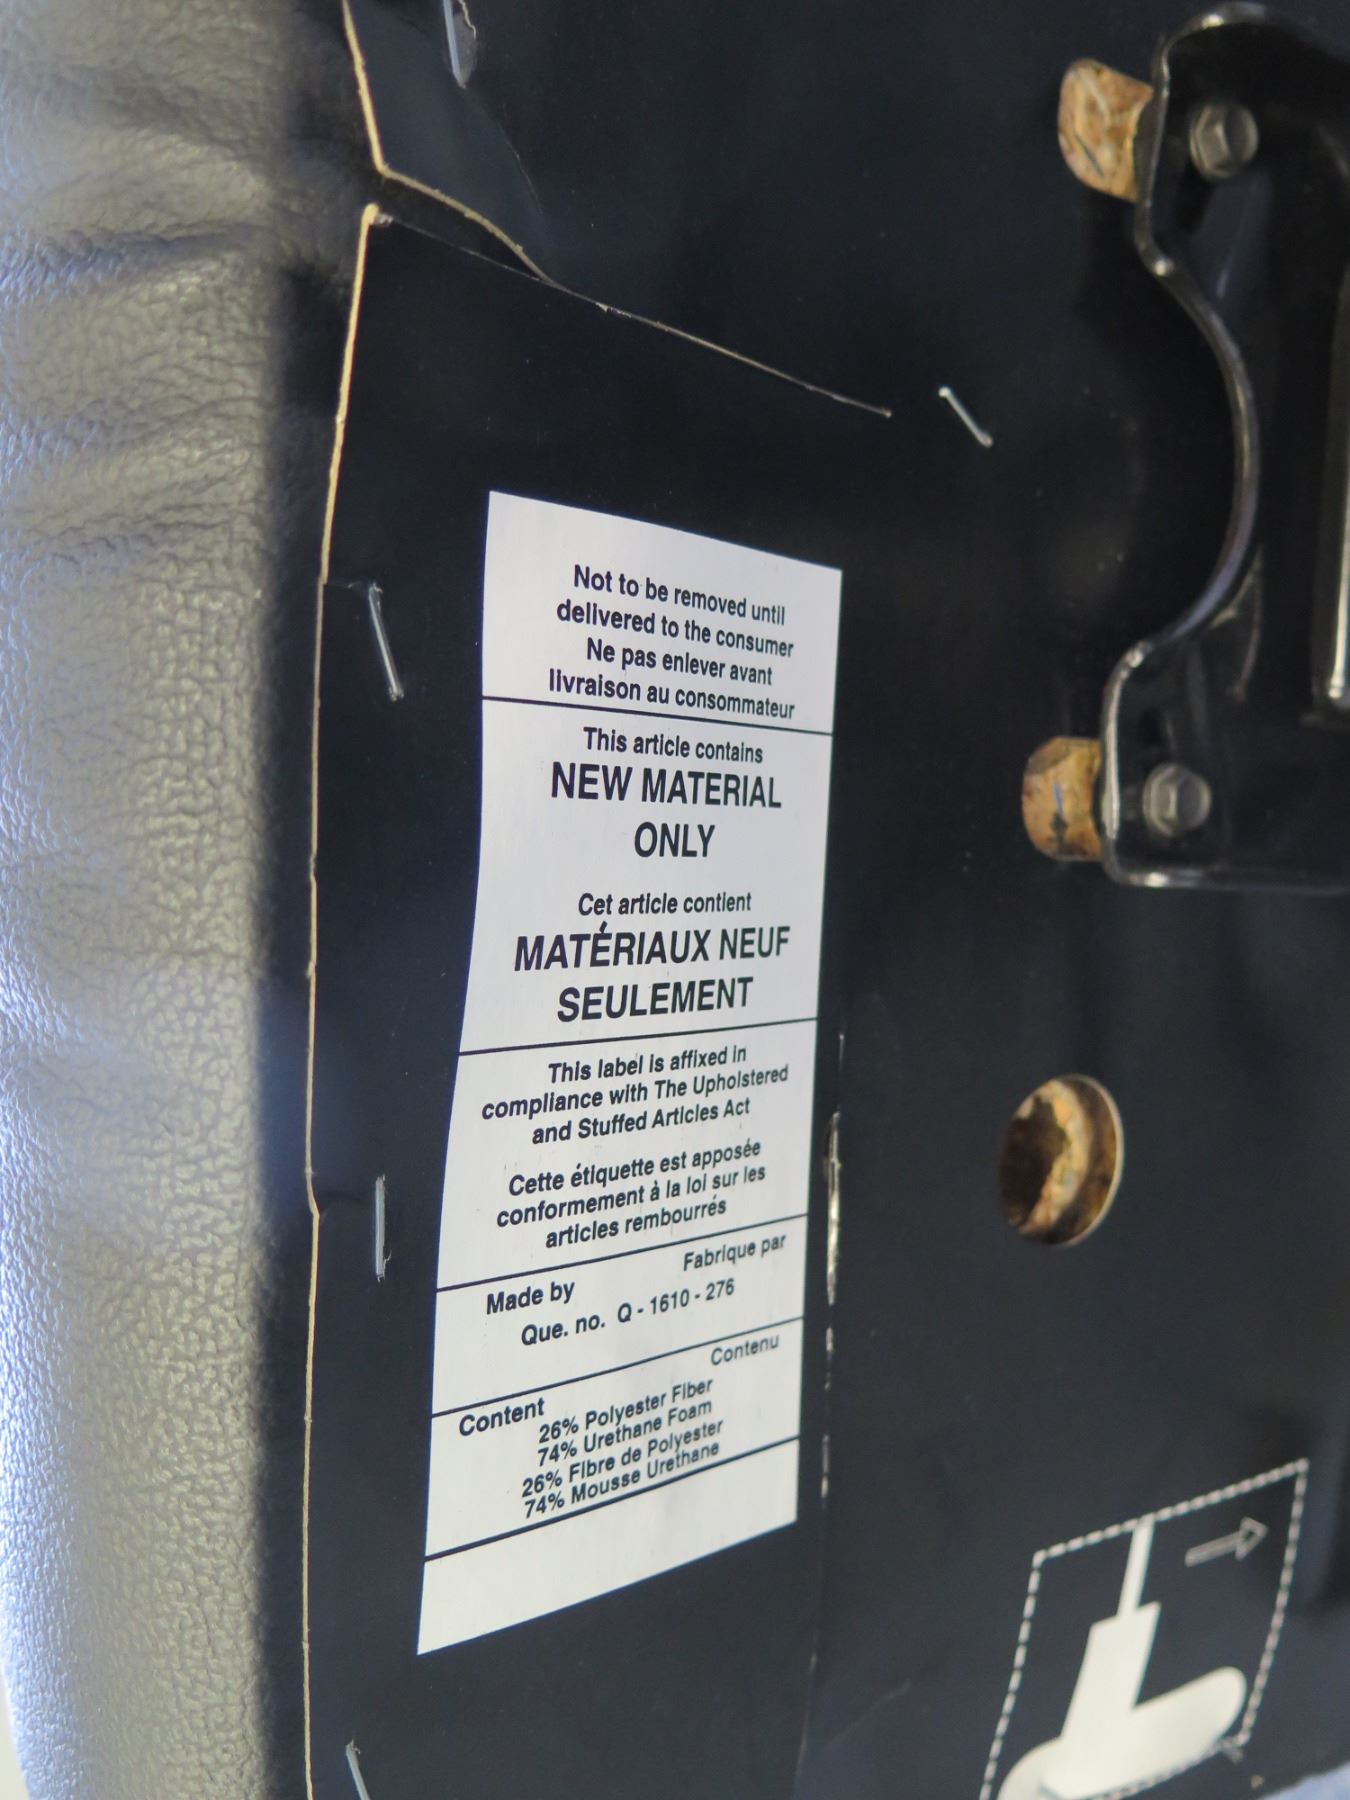 Not to be removed until
delivered to the consumer
Ne pas enlever avant
livraison au consommateur
This article contains
NEW MATERIAL
ONLY
Cet article contient
MATÉRIAUX NEUF
SEULEMENT
This label is affixed in
compliance with The Upholstered
and Stuffed Articles Act
Cette étiquette est apposée
conformement à la loi sur les
articles rembourrés
Made by Fabrique par
Que. no. Q - 1610 - 276
Content Contenu
26% Polyester Fiber
74% Urethane Foam
26% Fibre de Polyester
74% Mousse Urethane